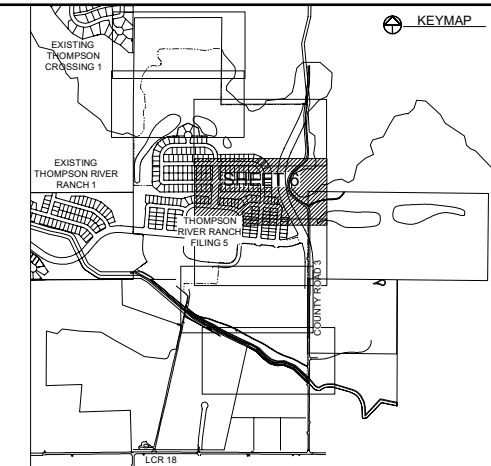 KEYMAP
EXISTING
THOMPSON
CROSSING 1
EXISTING
THOMPSON RIVER
RANCH 1
SHEET 6
THOMPSON
RIVER RANCH
FILING 5
COUNTY ROAD 3
LCR 18